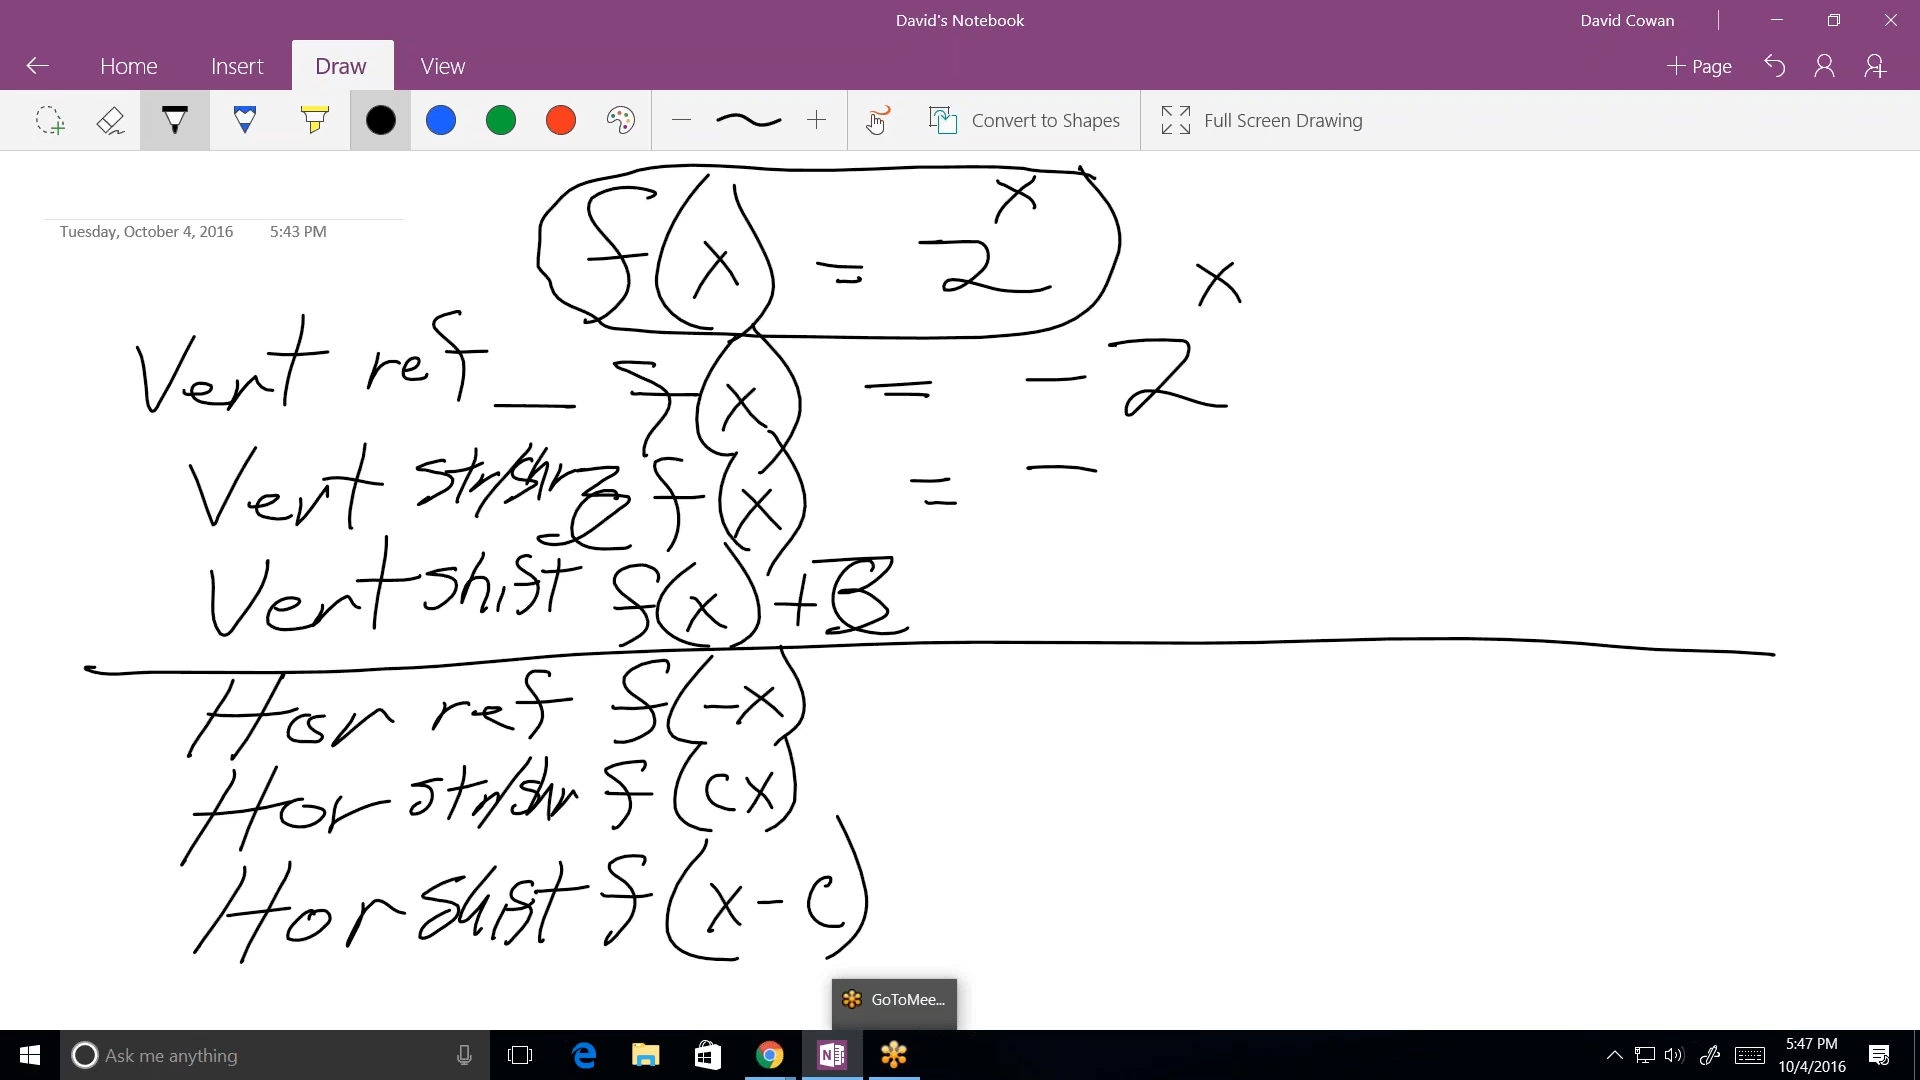 David's Notebook
David Cowan
Home Insert Draw View
Page
Convert to Shapes
Full Screen Drawing
Tuesday, October 4, 2016 5:43 PM
f(x) = 2^x
Vert ref — f(x) = -2^x
Vert str/shr f(x) = -
Vert shift f(x) + B
Hor ref f(-x)
Hor str/shr f(cx)
Hor shift f(x-c)
GoToMee...
Ask me anything
5:47 PM
10/4/2016